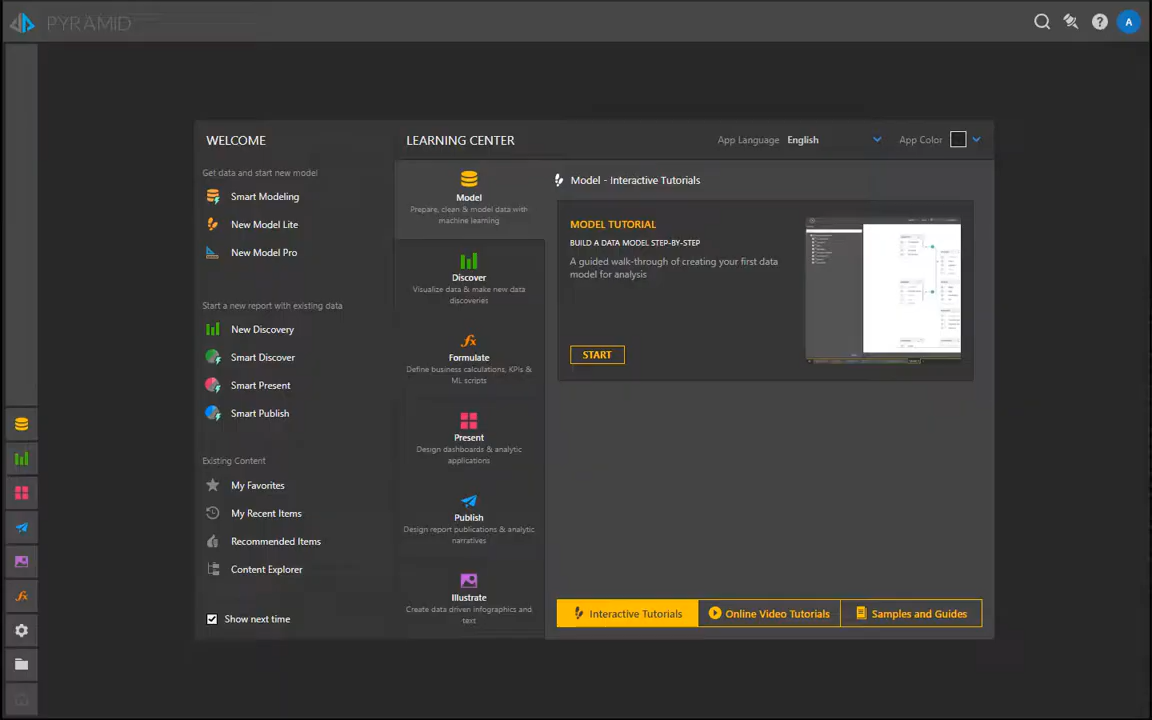 PYRAMID
A
WELCOME
Get data and start new model
Smart Modeling
New Model Lite
New Model Pro
Start a new report with existing data
New Discovery
Smart Discover
Smart Present
Smart Publish
Existing Content
My Favorites
My Recent Items
Recommended Items
Content Explorer
Show next time
LEARNING CENTER
App Language English
App Color
Model
Prepare, clean & model data with
machine learning
Discover
Visualize data & make new data
discoveries
Formulate
Define business calculations, KPIs &
ML scripts
Present
Design dashboards & analytic
applications
Publish
Design report publications & analytic
narratives
Illustrate
Create data driven infographics and
text
Model - Interactive Tutorials
MODEL TUTORIAL
BUILD A DATA MODEL STEP-BY-STEP
A guided walk-through of creating your first data
model for analysis
START
Interactive Tutorials
Online Video Tutorials
Samples and Guides